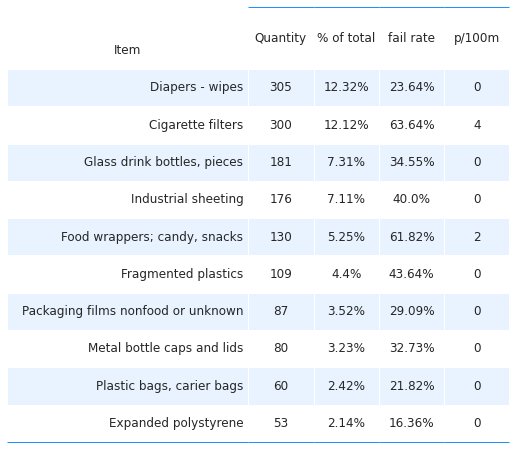 Item Quantity % of total fail rate p/100m
Diapers - wipes 305 12.32% 23.64% 0
Cigarette filters 300 12.12% 63.64% 4
Glass drink bottles, pieces 181 7.31% 34.55% 0
Industrial sheeting 176 7.11% 40.0% 0
Food wrappers; candy, snacks 130 5.25% 61.82% 2
Fragmented plastics 109 4.4% 43.64% 0
Packaging films nonfood or unknown 87 3.52% 29.09% 0
Metal bottle caps and lids 80 3.23% 32.73% 0
Plastic bags, carier bags 60 2.42% 21.82% 0
Expanded polystyrene 53 2.14% 16.36% 0